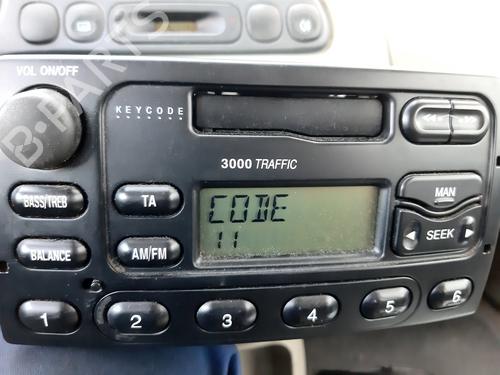 VOL ON/OFF
KEYCODE
3000 TRAFFIC
MAN
BASS/TREB
TA
CODE
SEEK
BALANCE
AM/FM
11
1 2 3 4 5 6
B-PARTS